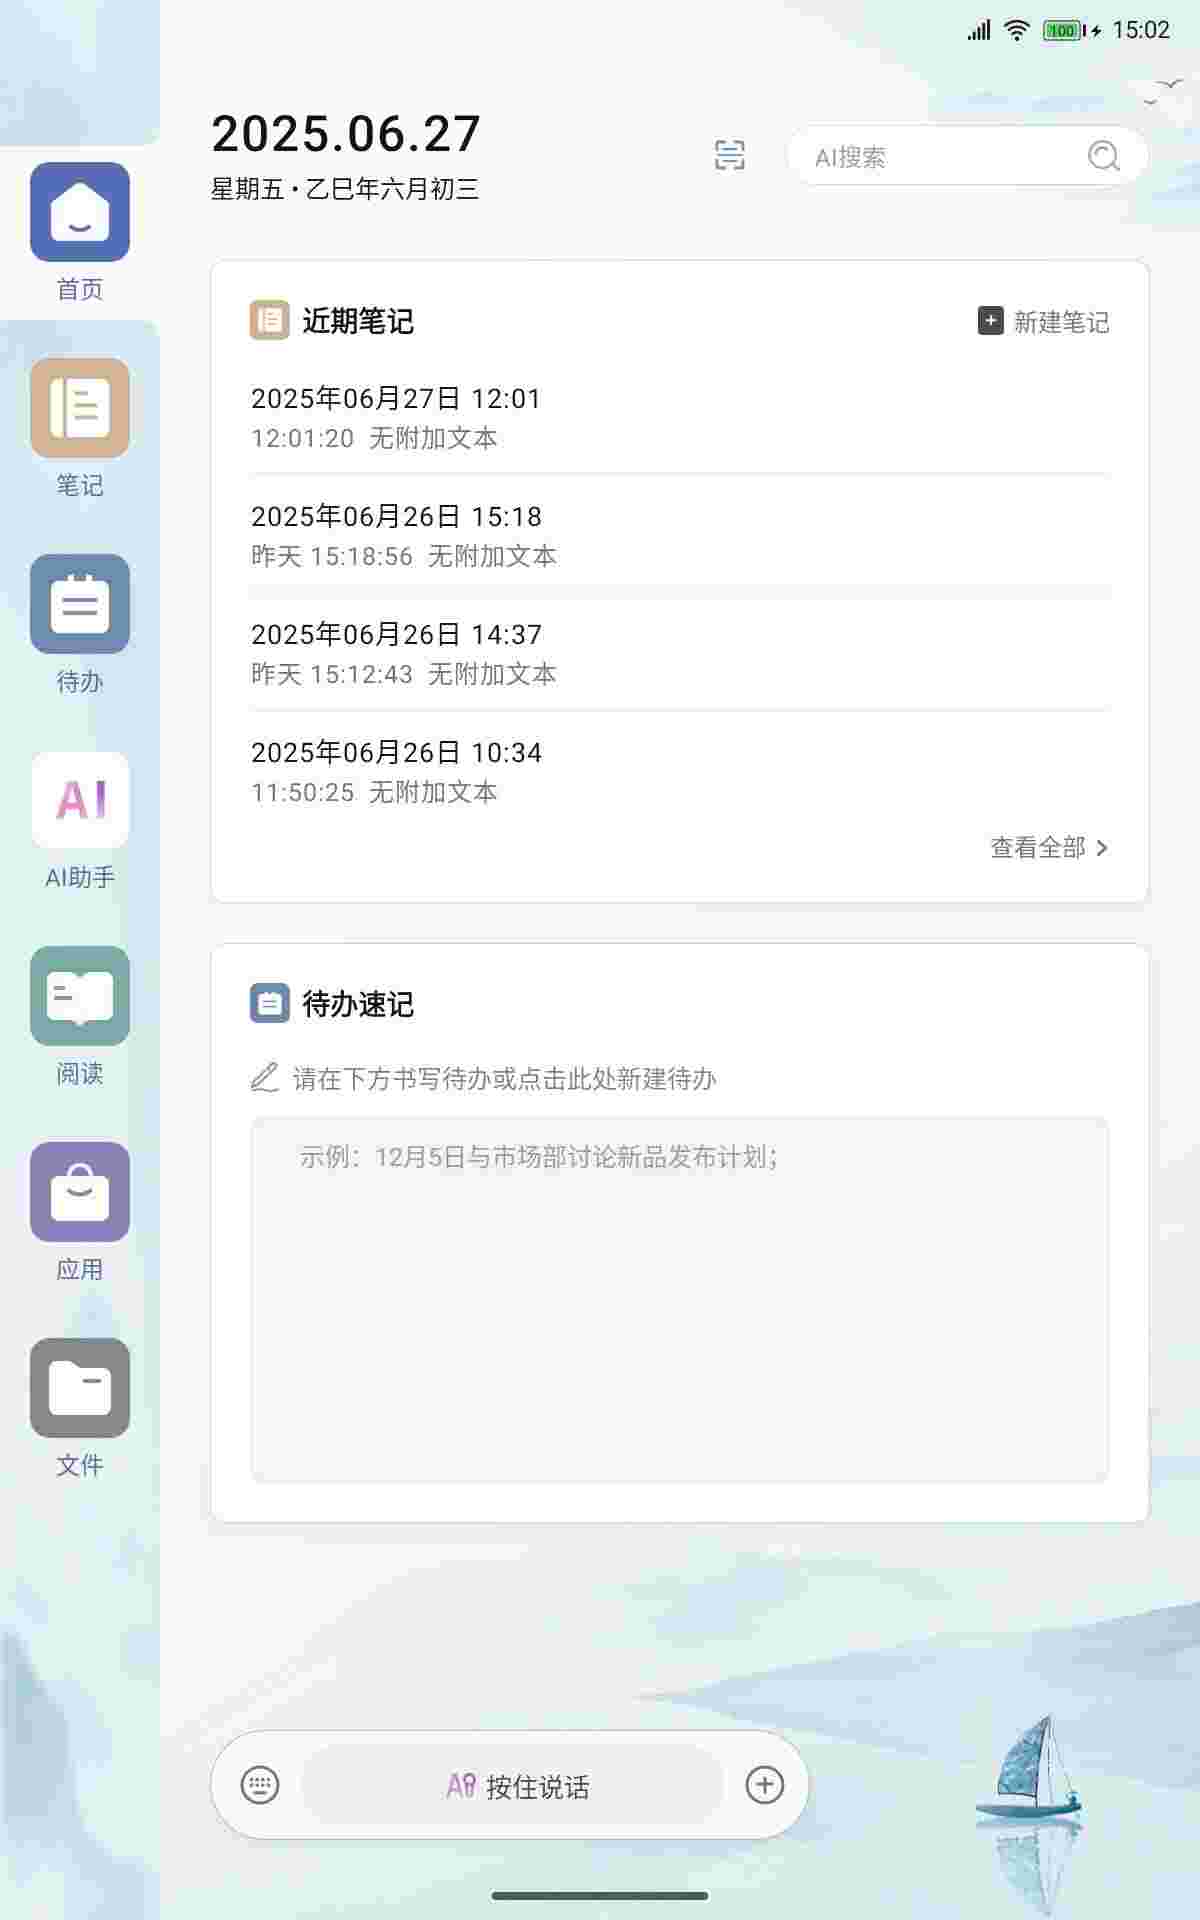 100 15:02
2025.06.27
星期五·乙巳年六月初三
AI搜索
首页
近期笔记
新建笔记
2025年06月27日 12:01
12:01:20 无附加文本
笔记
2025年06月26日 15:18
昨天 15:18:56 无附加文本
待办
2025年06月26日 14:37
昨天 15:12:43 无附加文本
AI
2025年06月26日 10:34
11:50:25 无附加文本
查看全部
AI助手
待办速记
阅读
请在下方书写待办或点击此处新建待办
示例：12月5日与市场部讨论新品发布计划；
应用
文件
AI 按住说话